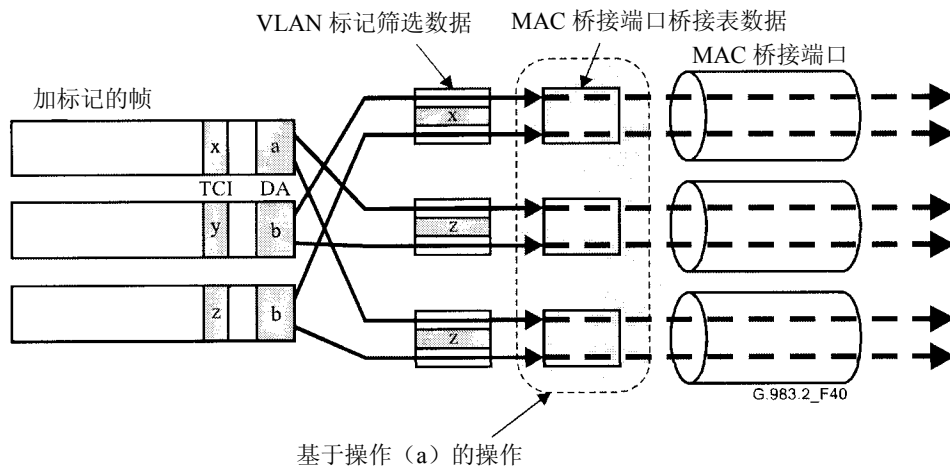 VLAN 标记筛选数据
MAC 桥接端口桥接表数据
MAC 桥接端口
加标记的帧
x
a
x
TCI
DA
y
b
z
z
b
z
G.983.2_F40
基于操作（a）的操作